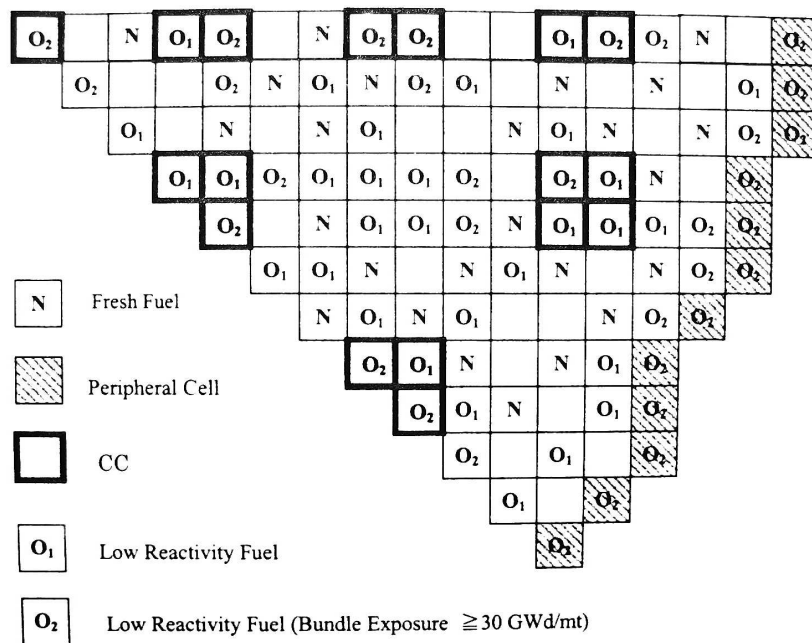 O₂ N O₁ O₂ N O₂ O₂ O₁ O₂ O₂ N O₂
O₂ O₂ N O₁ N O₂ O₁ N N O₁ O₂
O₁ N N O₁ N O₁ N N O₂ O₂
O₁ O₁ O₂ O₁ O₁ O₁ O₂ O₂ O₁ N O₂
O₂ N O₁ O₁ O₂ N O₁ O₁ O₁ O₂ O₂
O₁ O₁ N N O₁ N N O₂ O₂
N O₁ N O₁ N O₂ O₂
O₂ O₁ N N O₁ O₂
O₂ O₁ N O₁ O₂
O₂ O₁ O₂
O₁ O₂
O₂
N Fresh Fuel
Peripheral Cell
CC
O₁ Low Reactivity Fuel
O₂ Low Reactivity Fuel (Bundle Exposure ≧30 GWd/mt)